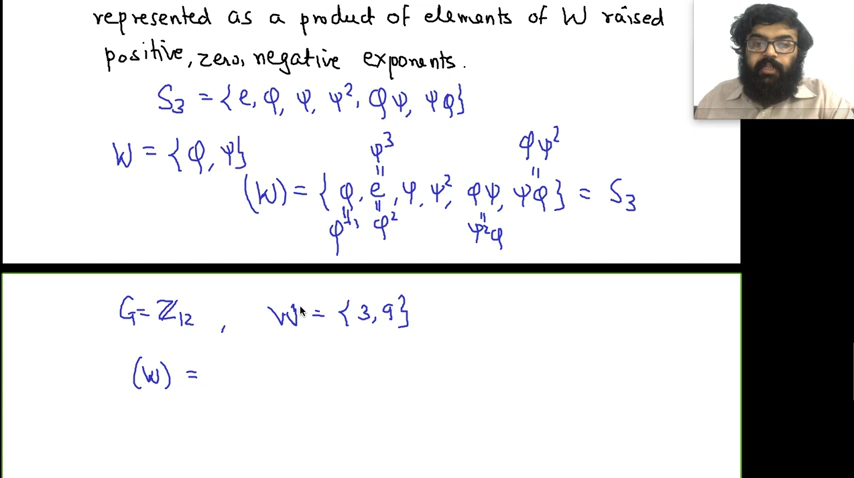 represented as a product of elements of W raised
positive, zero, negative exponents.
S₃ = {e, φ, ψ, ψ², φψ, ψφ}
W = {φ, ψ}
ψ³ φψ²
= =
(W) = {φ, e, ψ, ψ², φψ, ψφ} = S₃
= = =
φ⁻¹, φ² ψ²φ
G = ℤ₁₂ , W = {3, 9}
(W) =